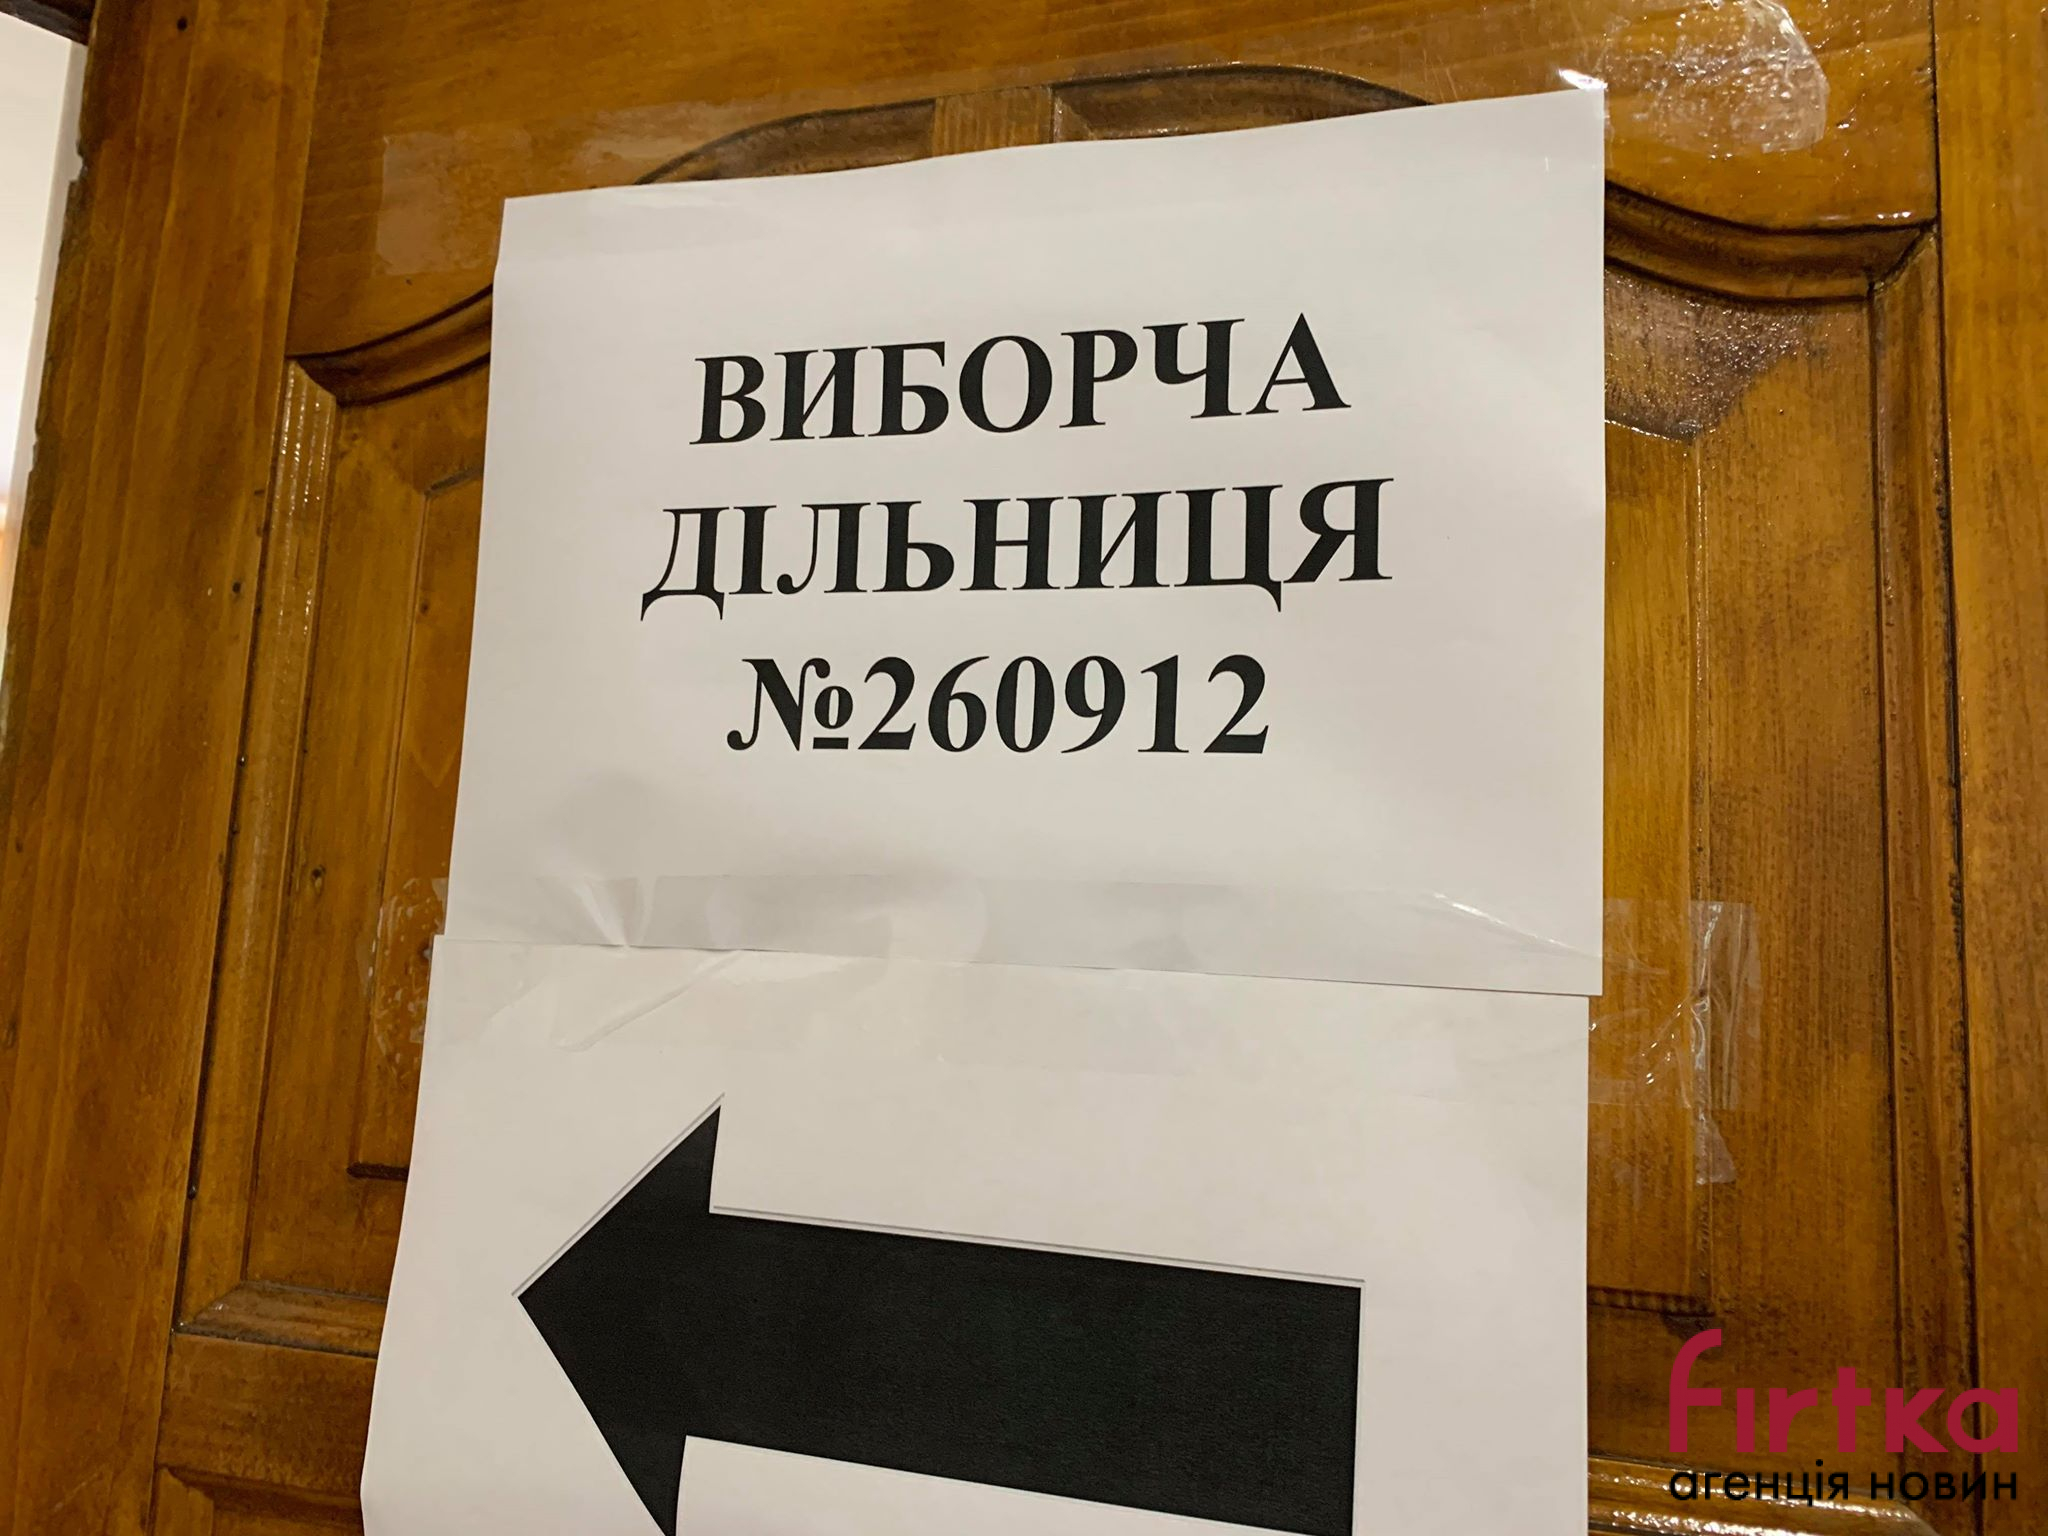 ВИБОРЧА
ДІЛЬНИЦЯ
№260912
firtka
агенція новин